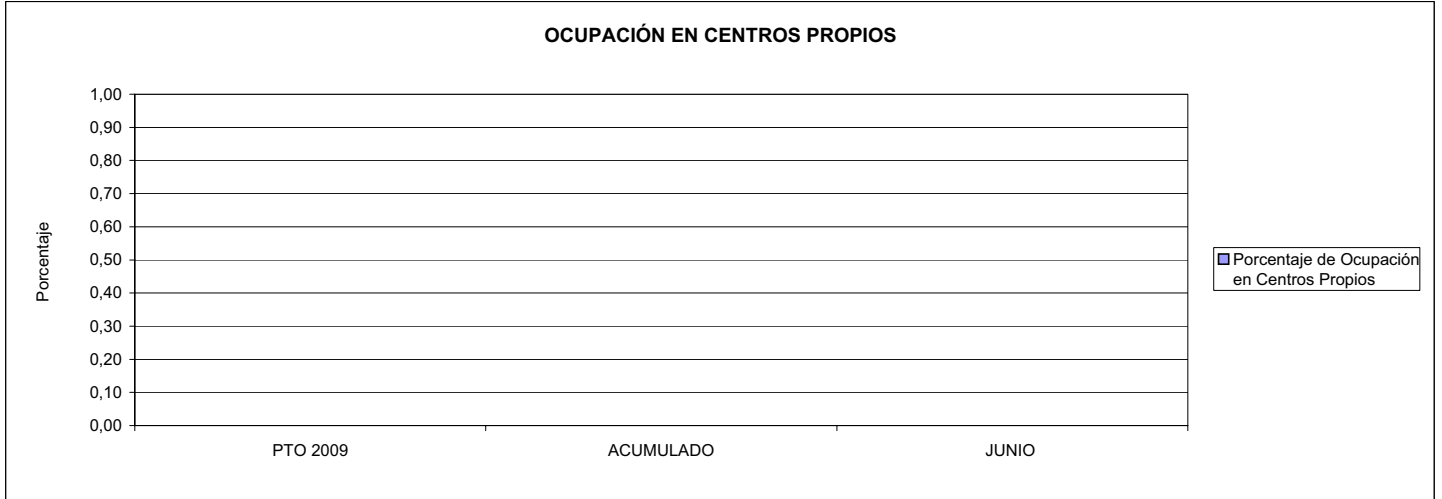 OCUPACIÓN EN CENTROS PROPIOS
1,00
0,90
0,80
0,70
0,60
0,50
0,40
0,30
0,20
0,10
0,00
Porcentaje
PTO 2009
ACUMULADO
JUNIO
Porcentaje de Ocupación
en Centros Propios